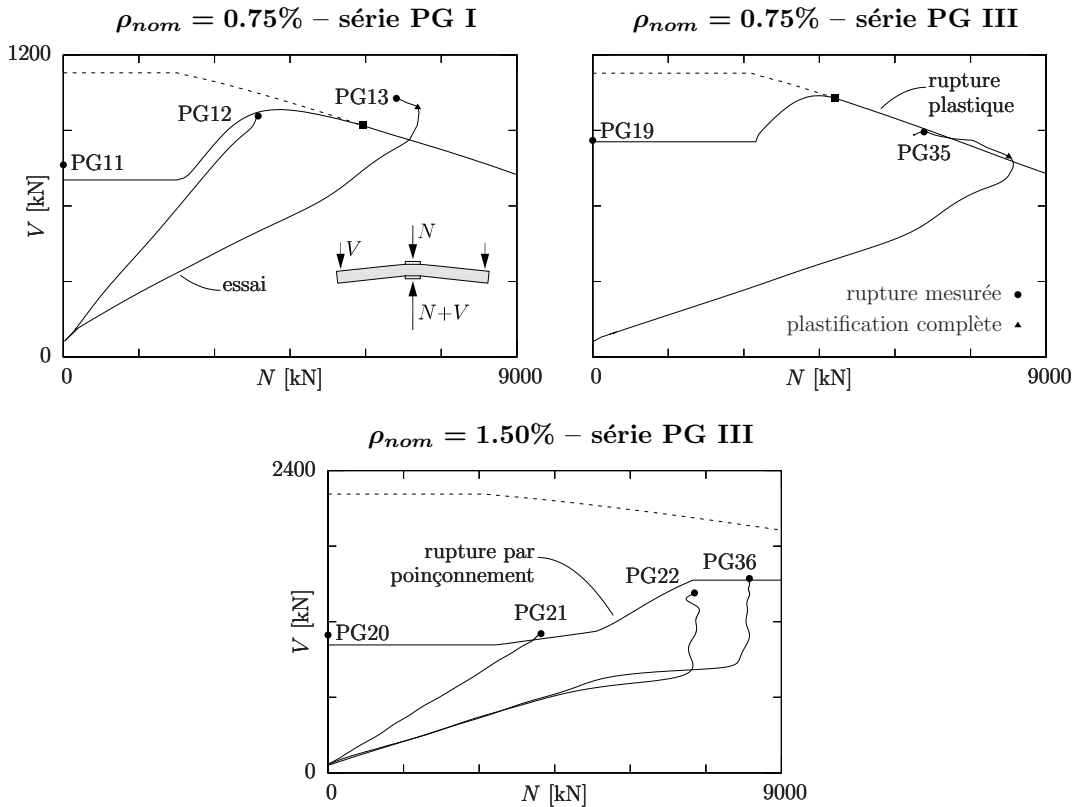 ρnom = 0.75% – série PG I
1200
V [kN]
0
0
N [kN]
9000
PG11
PG12
PG13
essai
V
N
N+V
ρnom = 0.75% – série PG III
PG19
PG35
rupture
plastique
rupture mesurée
plastification complète
0
N [kN]
9000
ρnom = 1.50% – série PG III
2400
V [kN]
0
0
N [kN]
9000
rupture par
poinçonnement
PG20
PG21
PG22
PG36